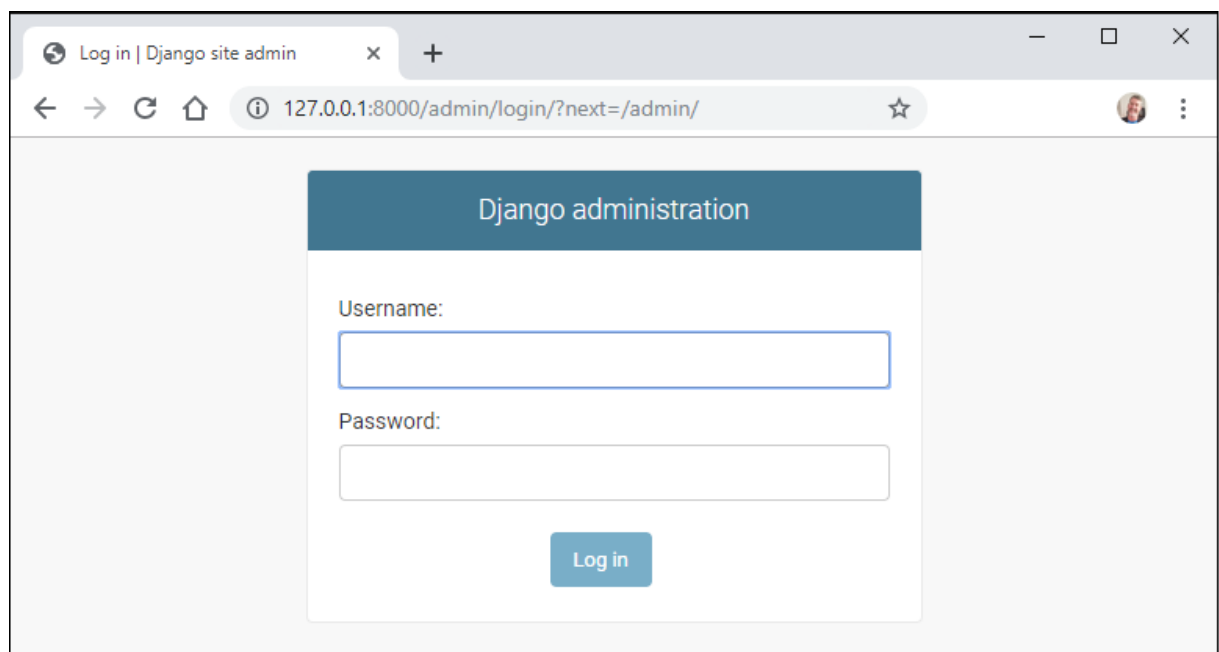 Log in | Django site admin
127.0.0.1:8000/admin/login/?next=/admin/
Django administration
Username:
Password:
Log in